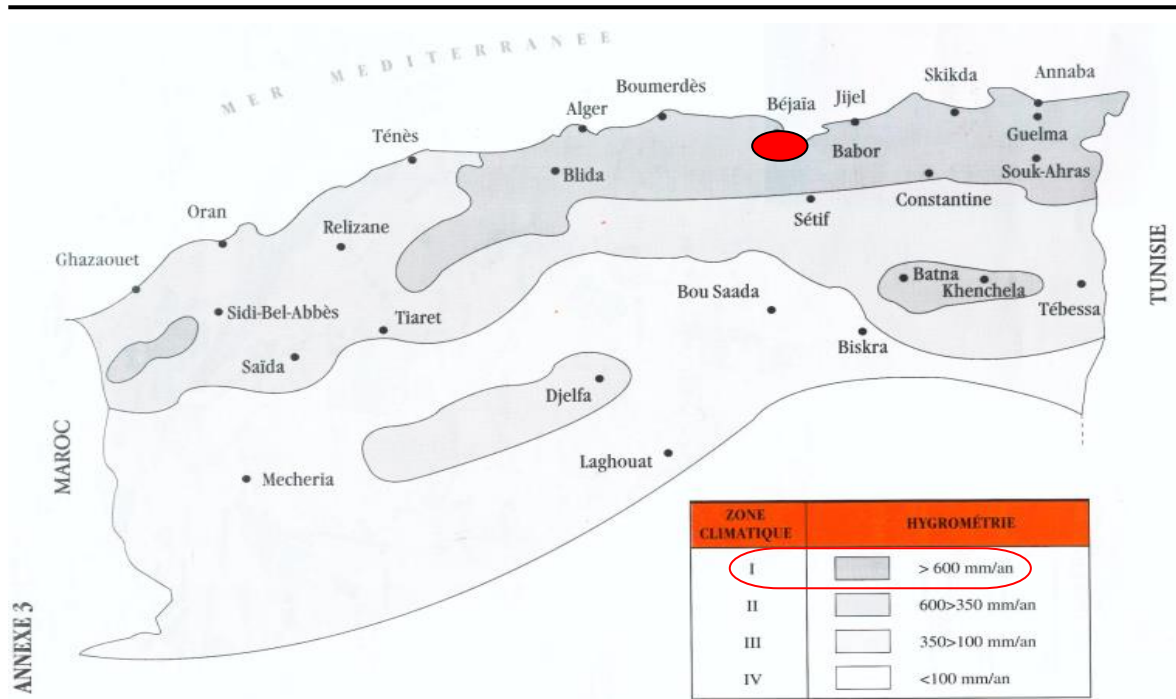 MER MEDITERRANEE
Skikda
Annaba
Boumerdès
Béjaïa
Jijel
Alger
Ténès
Guelma
Babor
Blida
Souk-Ahras
Constantine
Sétif
Oran
Relizane
Ghazaouet
TUNISIE
Batna
Khenchela
Bou Saada
Tébessa
Sidi-Bel-Abbès
Tiaret
Biskra
Saïda
Djelfa
MAROC
Laghouat
Mecheria
ZONE CLIMATIQUE
HYGROMÉTRIE
I > 600 mm/an
II 600>350 mm/an
III 350>100 mm/an
IV <100 mm/an
ANNEXE 3